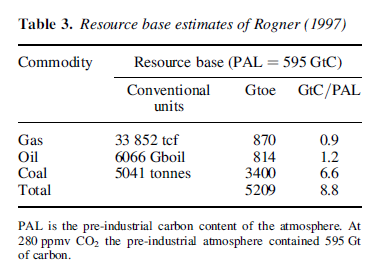 Table 3. Resource base estimates of Rogner (1997)
Commodity Resource base (PAL = 595 GtC)
Conventional units Gtoe GtC/PAL
Gas 33 852 tcf 870 0.9
Oil 6066 Gboil 814 1.2
Coal 5041 tonnes 3400 6.6
Total 5209 8.8
PAL is the pre-industrial carbon content of the atmosphere. At
280 ppmv CO₂ the pre-industrial atmosphere contained 595 Gt
of carbon.